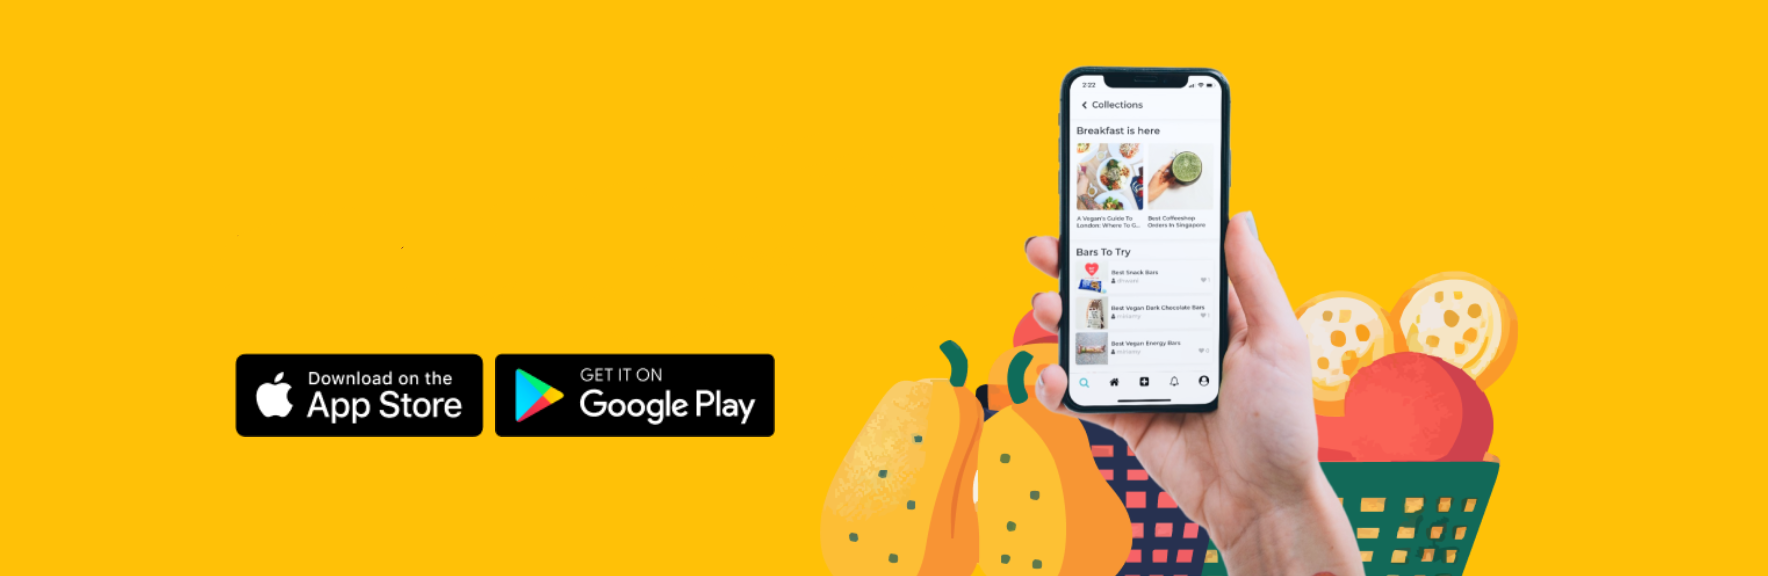 Download on the
App Store
GET IT ON
Google Play
2:22
Collections
Breakfast is here
A Vegan's Guide To
London: Where To G...
Best Coffeeshop
Orders In Singapore
Bars To Try
Best Snack Bars
1
Best Vegan Dark Chocolate Bars
1
Best Vegan Energy Bars